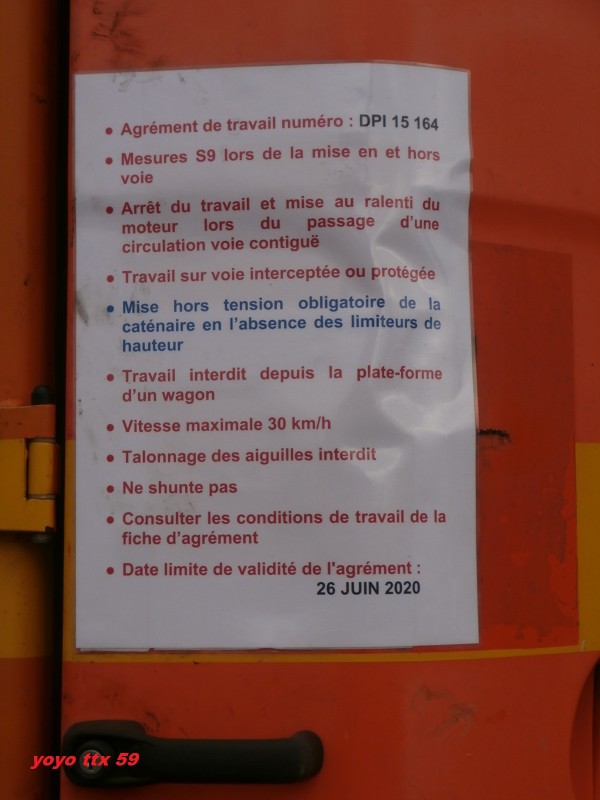 • Agrément de travail numéro : DPI 15 164
• Mesures S9 lors de la mise en et hors
voie
• Arrêt du travail et mise au ralenti du
moteur lors du passage d'une
circulation voie contiguë
• Travail sur voie interceptée ou protégée
• Mise hors tension obligatoire de la
caténaire en l'absence des limiteurs de
hauteur
• Travail interdit depuis la plate-forme
d'un wagon
• Vitesse maximale 30 km/h
• Talonnage des aiguilles interdit
• Ne shunte pas
• Consulter les conditions de travail de la
fiche d'agrément
• Date limite de validité de l'agrément :
26 JUIN 2020
yoyo ttx 59